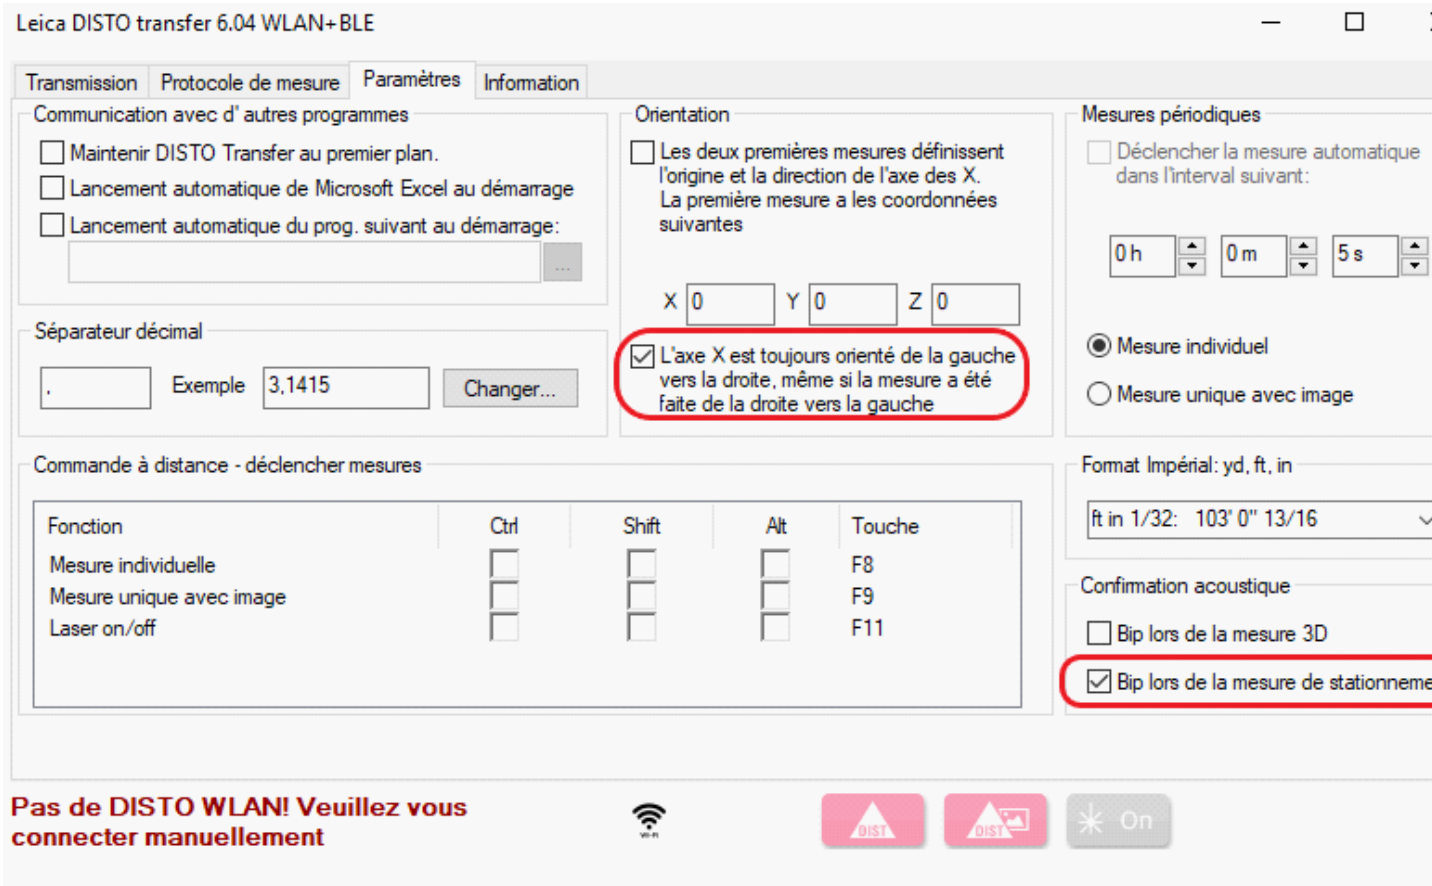 Leica DISTO transfer 6.04 WLAN+BLE
Transmission Protocole de mesure Paramètres Information
Communication avec d' autres programmes
Maintenir DISTO Transfer au premier plan.
Lancement automatique de Microsoft Excel au démarrage
Lancement automatique du prog. suivant au démarrage:
...
Séparateur décimal
, Exemple 3,1415 Changer...
Orientation
Les deux premières mesures définissent
l'origine et la direction de l'axe des X.
La première mesure a les coordonnées
suivantes
X 0 Y 0 Z 0
L'axe X est toujours orienté de la gauche
vers la droite, même si la mesure a été
faite de la droite vers la gauche
Mesures périodiques
Déclencher la mesure automatique
dans l'interval suivant:
0 h 0 m 5 s
Mesure individuel
Mesure unique avec image
Commande à distance - déclencher mesures
Fonction Ctrl Shift Alt Touche
Mesure individuelle F8
Mesure unique avec image F9
Laser on/off F11
Format Impérial: yd, ft, in
ft in 1/32: 103' 0'' 13/16
Confirmation acoustique
Bip lors de la mesure 3D
Bip lors de la mesure de stationneme
Pas de DISTO WLAN! Veuillez vous
connecter manuellement
Wi-Fi
DIST
DIST
On